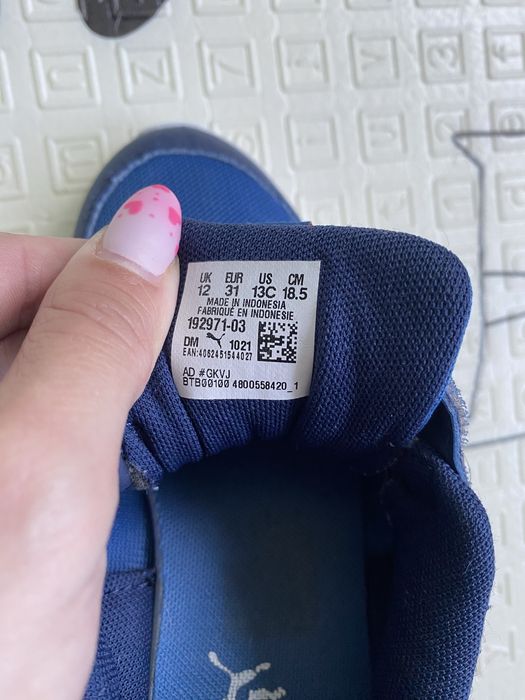 UK EUR US CM
12 31 13C 18.5
MADE IN INDONESIA
FABRIQUÉ EN INDONESIE
192971-03
DM 1021
EAN:4062451544027
AD #GKVJ
BTB00100 4800558420_1